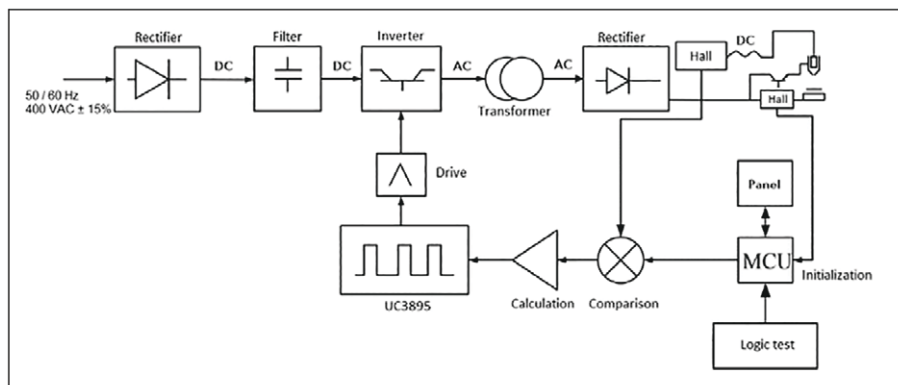 Rectifier
Filter
Inverter
Rectifier
DC
Hall
DC
DC
AC
AC
50 / 60 Hz
400 VAC ± 15%
Transformer
Hall
Drive
Panel
MCU
Initialization
UC3895
Calculation
Comparison
Logic test